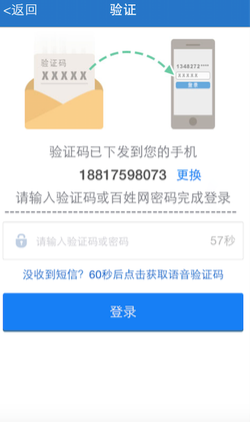 <返回 验证
验证码
XXXXX
1348272****
XXXXX
登录
验证码已下发到您的手机
18817598073 更换
请输入验证码或百姓网密码完成登录
请输入验证码或密码 57秒
没收到短信? 60秒后点击获取语音验证码
登录